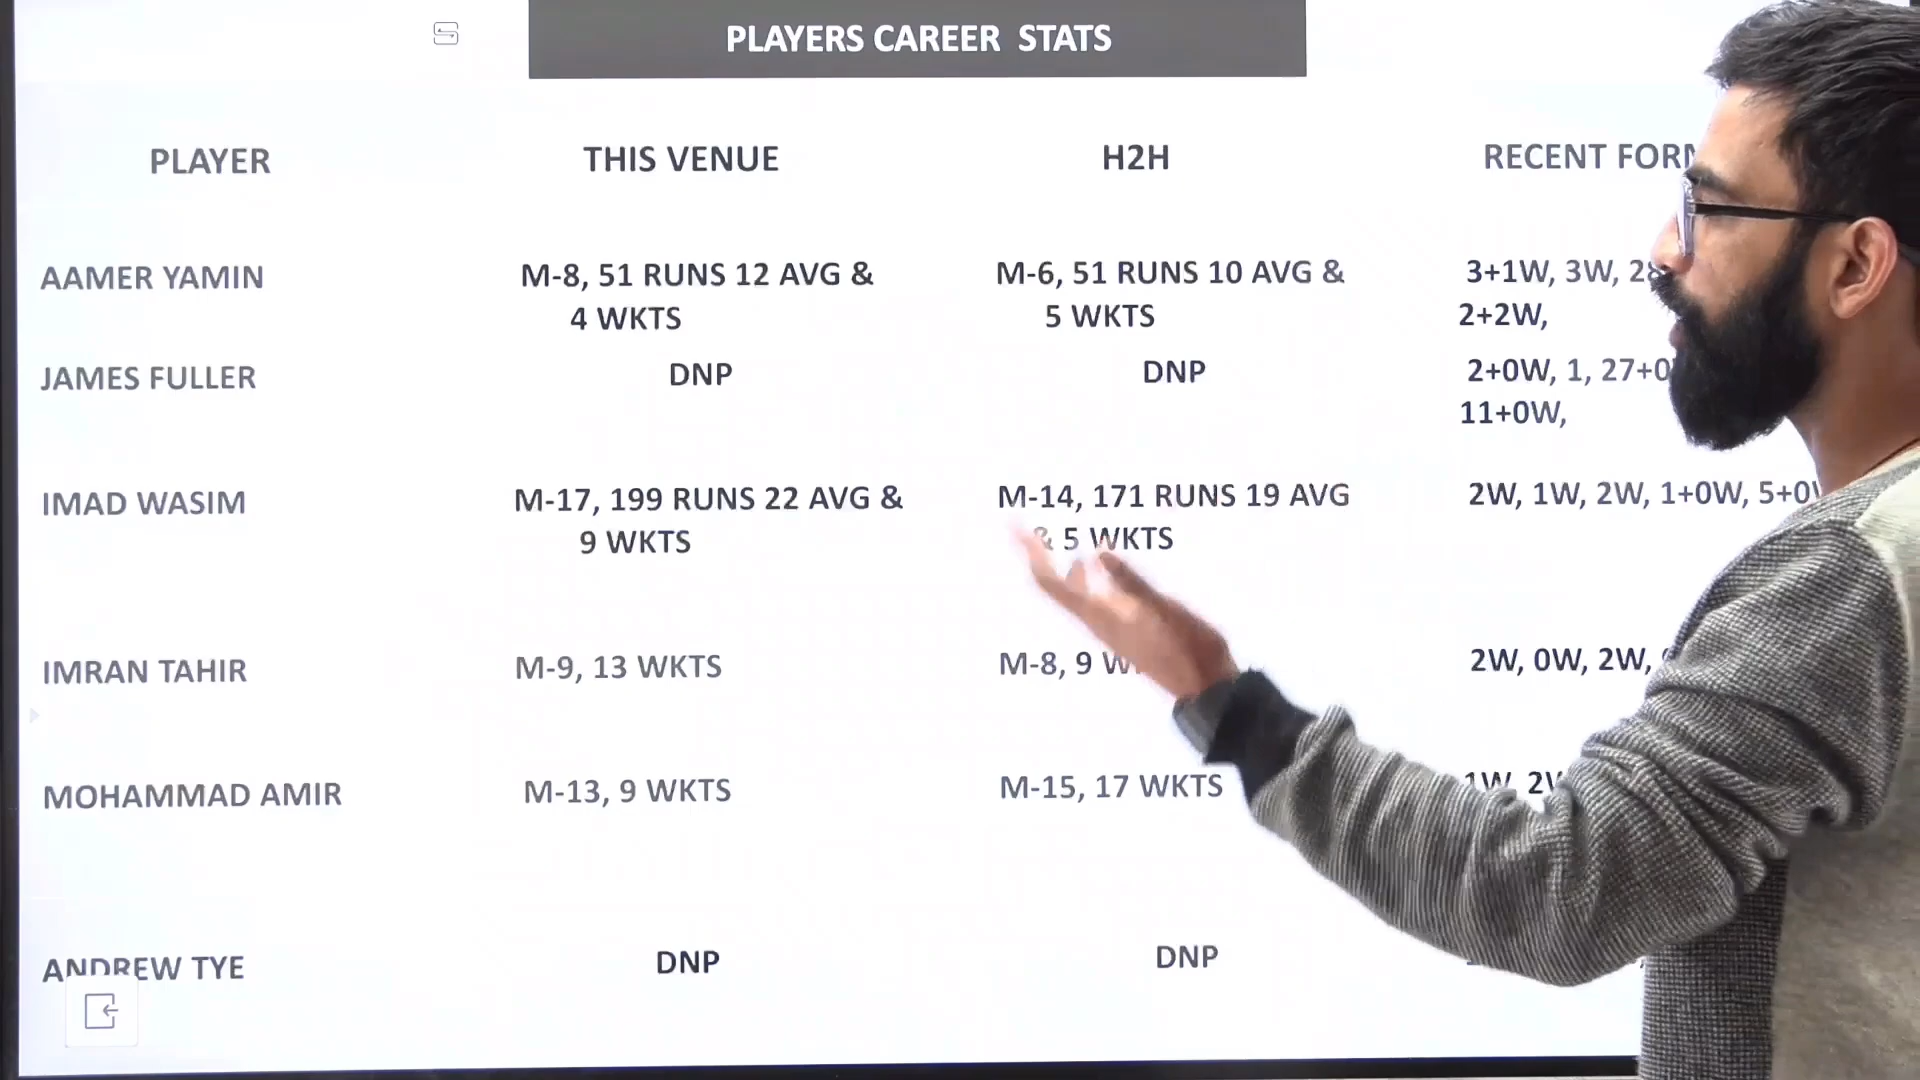 PLAYERS CAREER STATS
PLAYER THIS VENUE H2H RECENT
AAMER YAMIN M-8, 51 RUNS 12 AVG & M-6, 51 RUNS 10 AVG & 3+1W, 3W,
4 WKTS 5 WKTS 2+2W,
JAMES FULLER DNP DNP 2+0W, 1,
11+0W,
IMAD WASIM M-17, 199 RUNS 22 AVG & M-14, 171 RUNS 19 AVG 2W, 1W, 2W, 1+0W,
9 WKTS & 5 WKTS
IMRAN TAHIR M-9, 13 WKTS M-8, 9 2W, 0W, 2W,
MOHAMMAD AMIR M-13, 9 WKTS M-15, 17 WKTS 1W,
ANDREW TYE DNP DNP